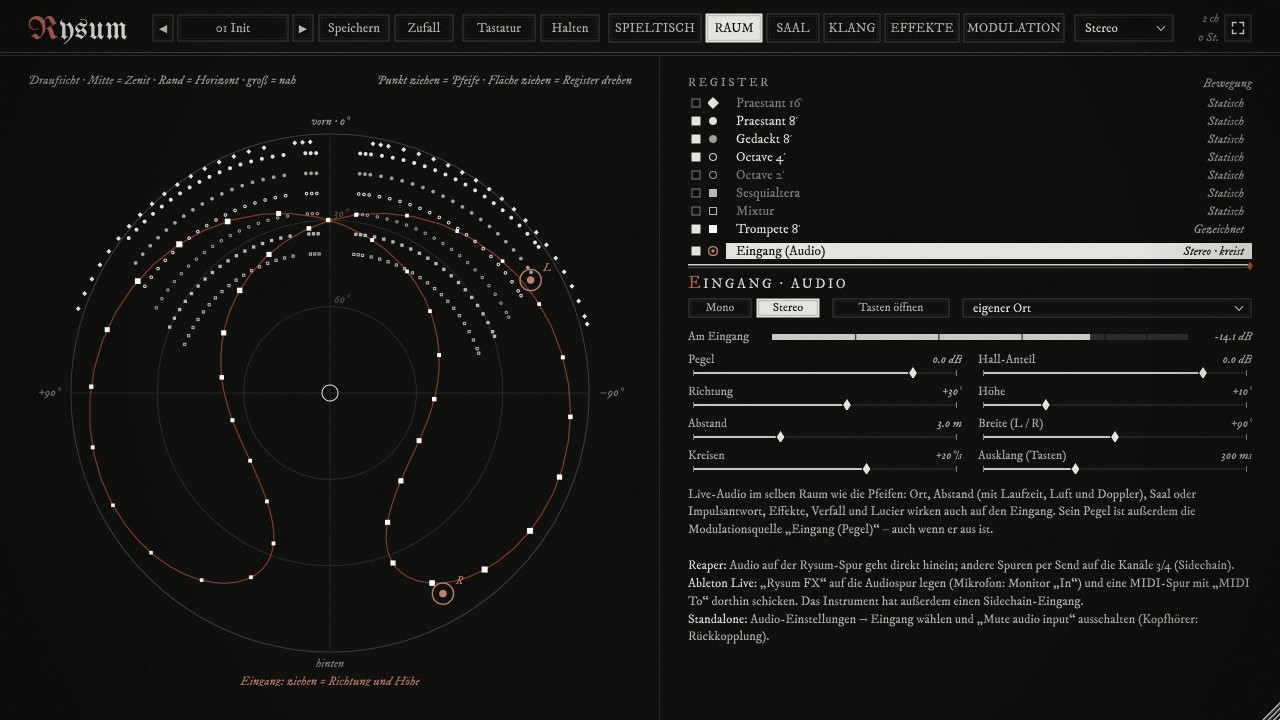 Rysum
◀ 01 Init ▶ Speichern Zufall Tastatur Halten SPIELTISCH RAUM SAAL KLANG EFFEKTE MODULATION Stereo
2 ch
0 St.
Draufsicht · Mitte = Zenit · Rand = Horizont · groß = nah
Punkt ziehen = Pfeife · Fläche ziehen = Register drehen
vorn · 0°
30°
L
60°
+90°
−90°
R
hinten
Eingang: ziehen = Richtung und Höhe
REGISTER Bewegung
Praestant 16′ Statisch
Praestant 8′ Statisch
Gedackt 8′ Statisch
Octave 4′ Statisch
Octave 2′ Statisch
Sesquialtera Statisch
Mixtur Statisch
Trompete 8′ Gezeichnet
Eingang (Audio) Stereo · kreist
EINGANG · AUDIO
Mono Stereo Tasten öffnen eigener Ort
Am Eingang -14.1 dB
Pegel 0.0 dB Hall-Anteil 0.0 dB
Richtung +30° Höhe +10°
Abstand 3.0 m Breite (L / R) +90°
Kreisen +20°/s Ausklang (Tasten) 300 ms
Live-Audio im selben Raum wie die Pfeifen: Ort, Abstand (mit Laufzeit, Luft und Doppler), Saal oder
Impulsantwort, Effekte, Verfall und Lucier wirken auch auf den Eingang. Sein Pegel ist außerdem die
Modulationsquelle „Eingang (Pegel)“ – auch wenn er aus ist.
Reaper: Audio auf der Rysum-Spur geht direkt hinein; andere Spuren per Send auf die Kanäle 3/4 (Sidechain).
Ableton Live: „Rysum FX“ auf die Audiospur legen (Mikrofon: Monitor „In“) und eine MIDI-Spur mit „MIDI
To“ dorthin schicken. Das Instrument hat außerdem einen Sidechain-Eingang.
Standalone: Audio-Einstellungen → Eingang wählen und „Mute audio input“ ausschalten (Kopfhörer:
Rückkopplung).